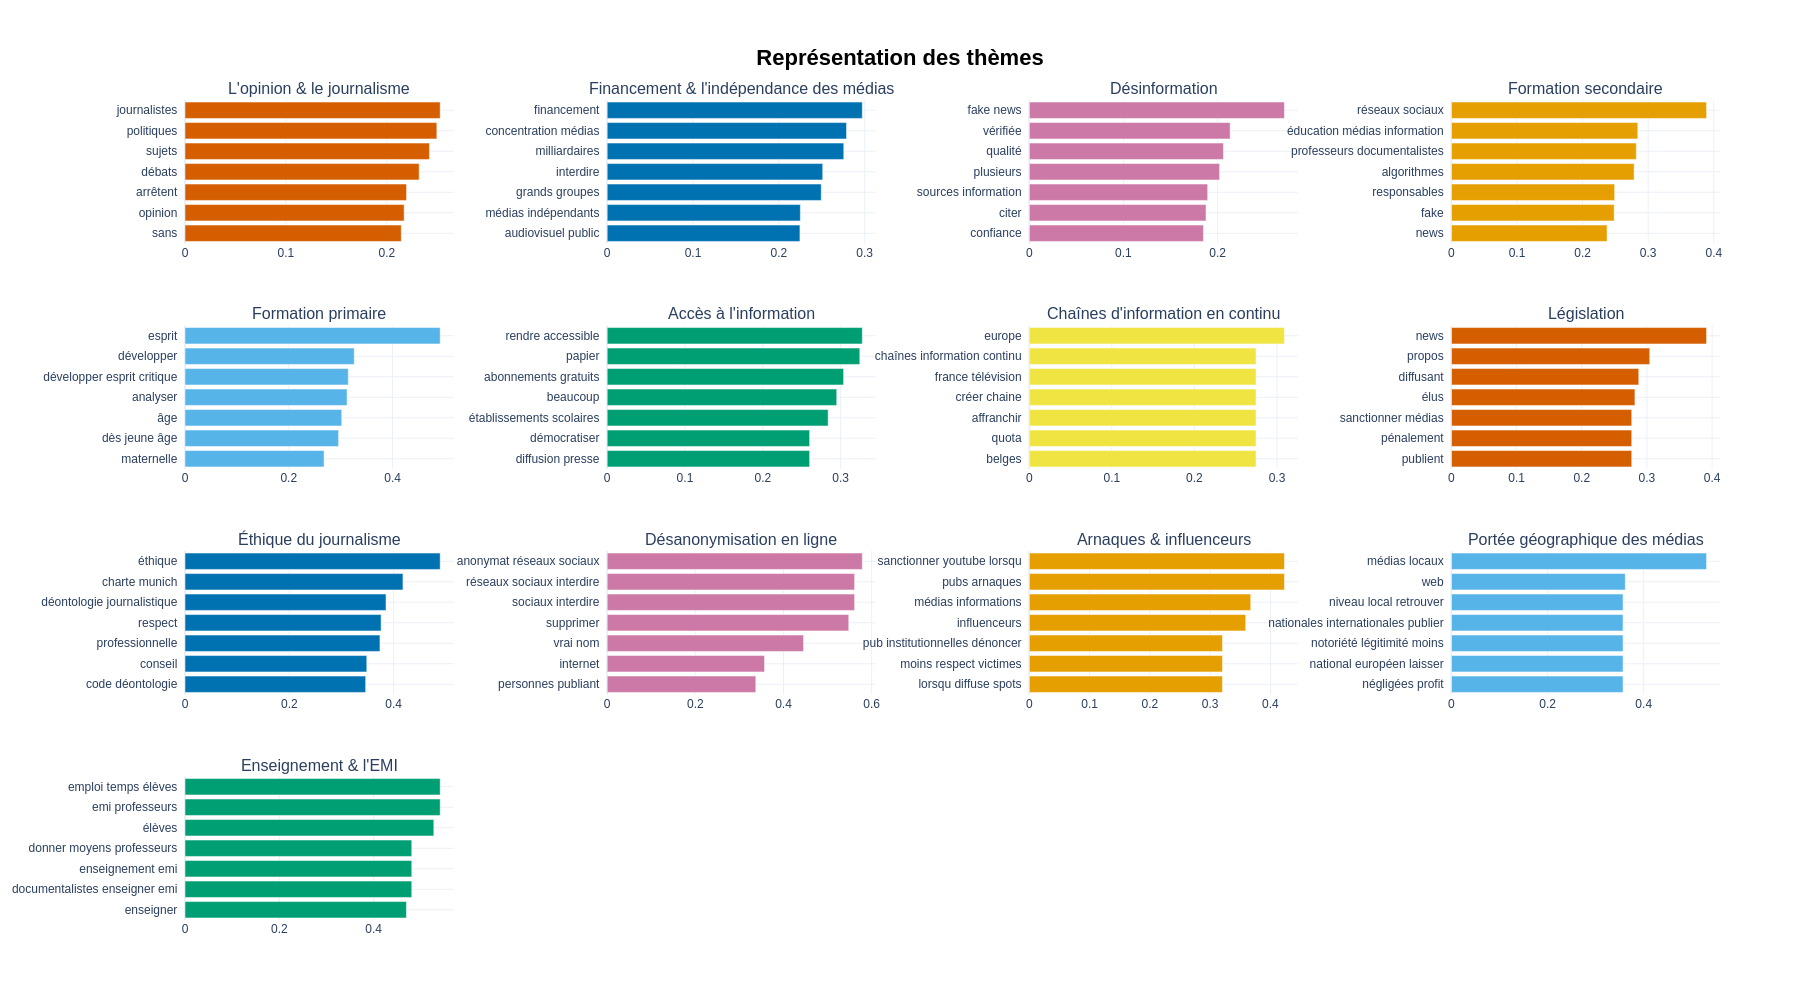 Représentation des thèmes
L'opinion & le journalisme
journalistes
politiques
sujets
débats
arrêtent
opinion
sans
0 0.1 0.2
Financement & l'indépendance des médias
financement
concentration médias
milliardaires
interdire
grands groupes
médias indépendants
audiovisuel public
0 0.1 0.2 0.3
Désinformation
fake news
vérifiée
qualité
plusieurs
sources information
citer
confiance
0 0.1 0.2
Formation secondaire
réseaux sociaux
éducation médias information
professeurs documentalistes
algorithmes
responsables
fake
news
0 0.1 0.2 0.3 0.4
Formation primaire
esprit
développer
développer esprit critique
analyser
âge
dès jeune âge
maternelle
0 0.2 0.4
Accès à l'information
rendre accessible
papier
abonnements gratuits
beaucoup
établissements scolaires
démocratiser
diffusion presse
0 0.1 0.2 0.3
Chaînes d'information en continu
europe
chaînes information continu
france télévision
créer chaine
affranchir
quota
belges
0 0.1 0.2 0.3
Législation
news
propos
diffusant
élus
sanctionner médias
pénalement
publient
0 0.1 0.2 0.3 0.4
Éthique du journalisme
éthique
charte munich
déontologie journalistique
respect
professionnelle
conseil
code déontologie
0 0.2 0.4
Désanonymisation en ligne
anonymat réseaux sociaux
réseaux sociaux interdire
sociaux interdire
supprimer
vrai nom
internet
personnes publiant
0 0.2 0.4 0.6
Arnaques & influenceurs
sanctionner youtube lorsqu
pubs arnaques
médias informations
influenceurs
pub institutionnelles dénoncer
moins respect victimes
lorsqu diffuse spots
0 0.1 0.2 0.3 0.4
Portée géographique des médias
médias locaux
web
niveau local retrouver
nationales internationales publier
notoriété légitimité moins
national européen laisser
négligées profit
0 0.2 0.4
Enseignement & l'EMI
emploi temps élèves
emi professeurs
élèves
donner moyens professeurs
enseignement emi
documentalistes enseigner emi
enseigner
0 0.2 0.4